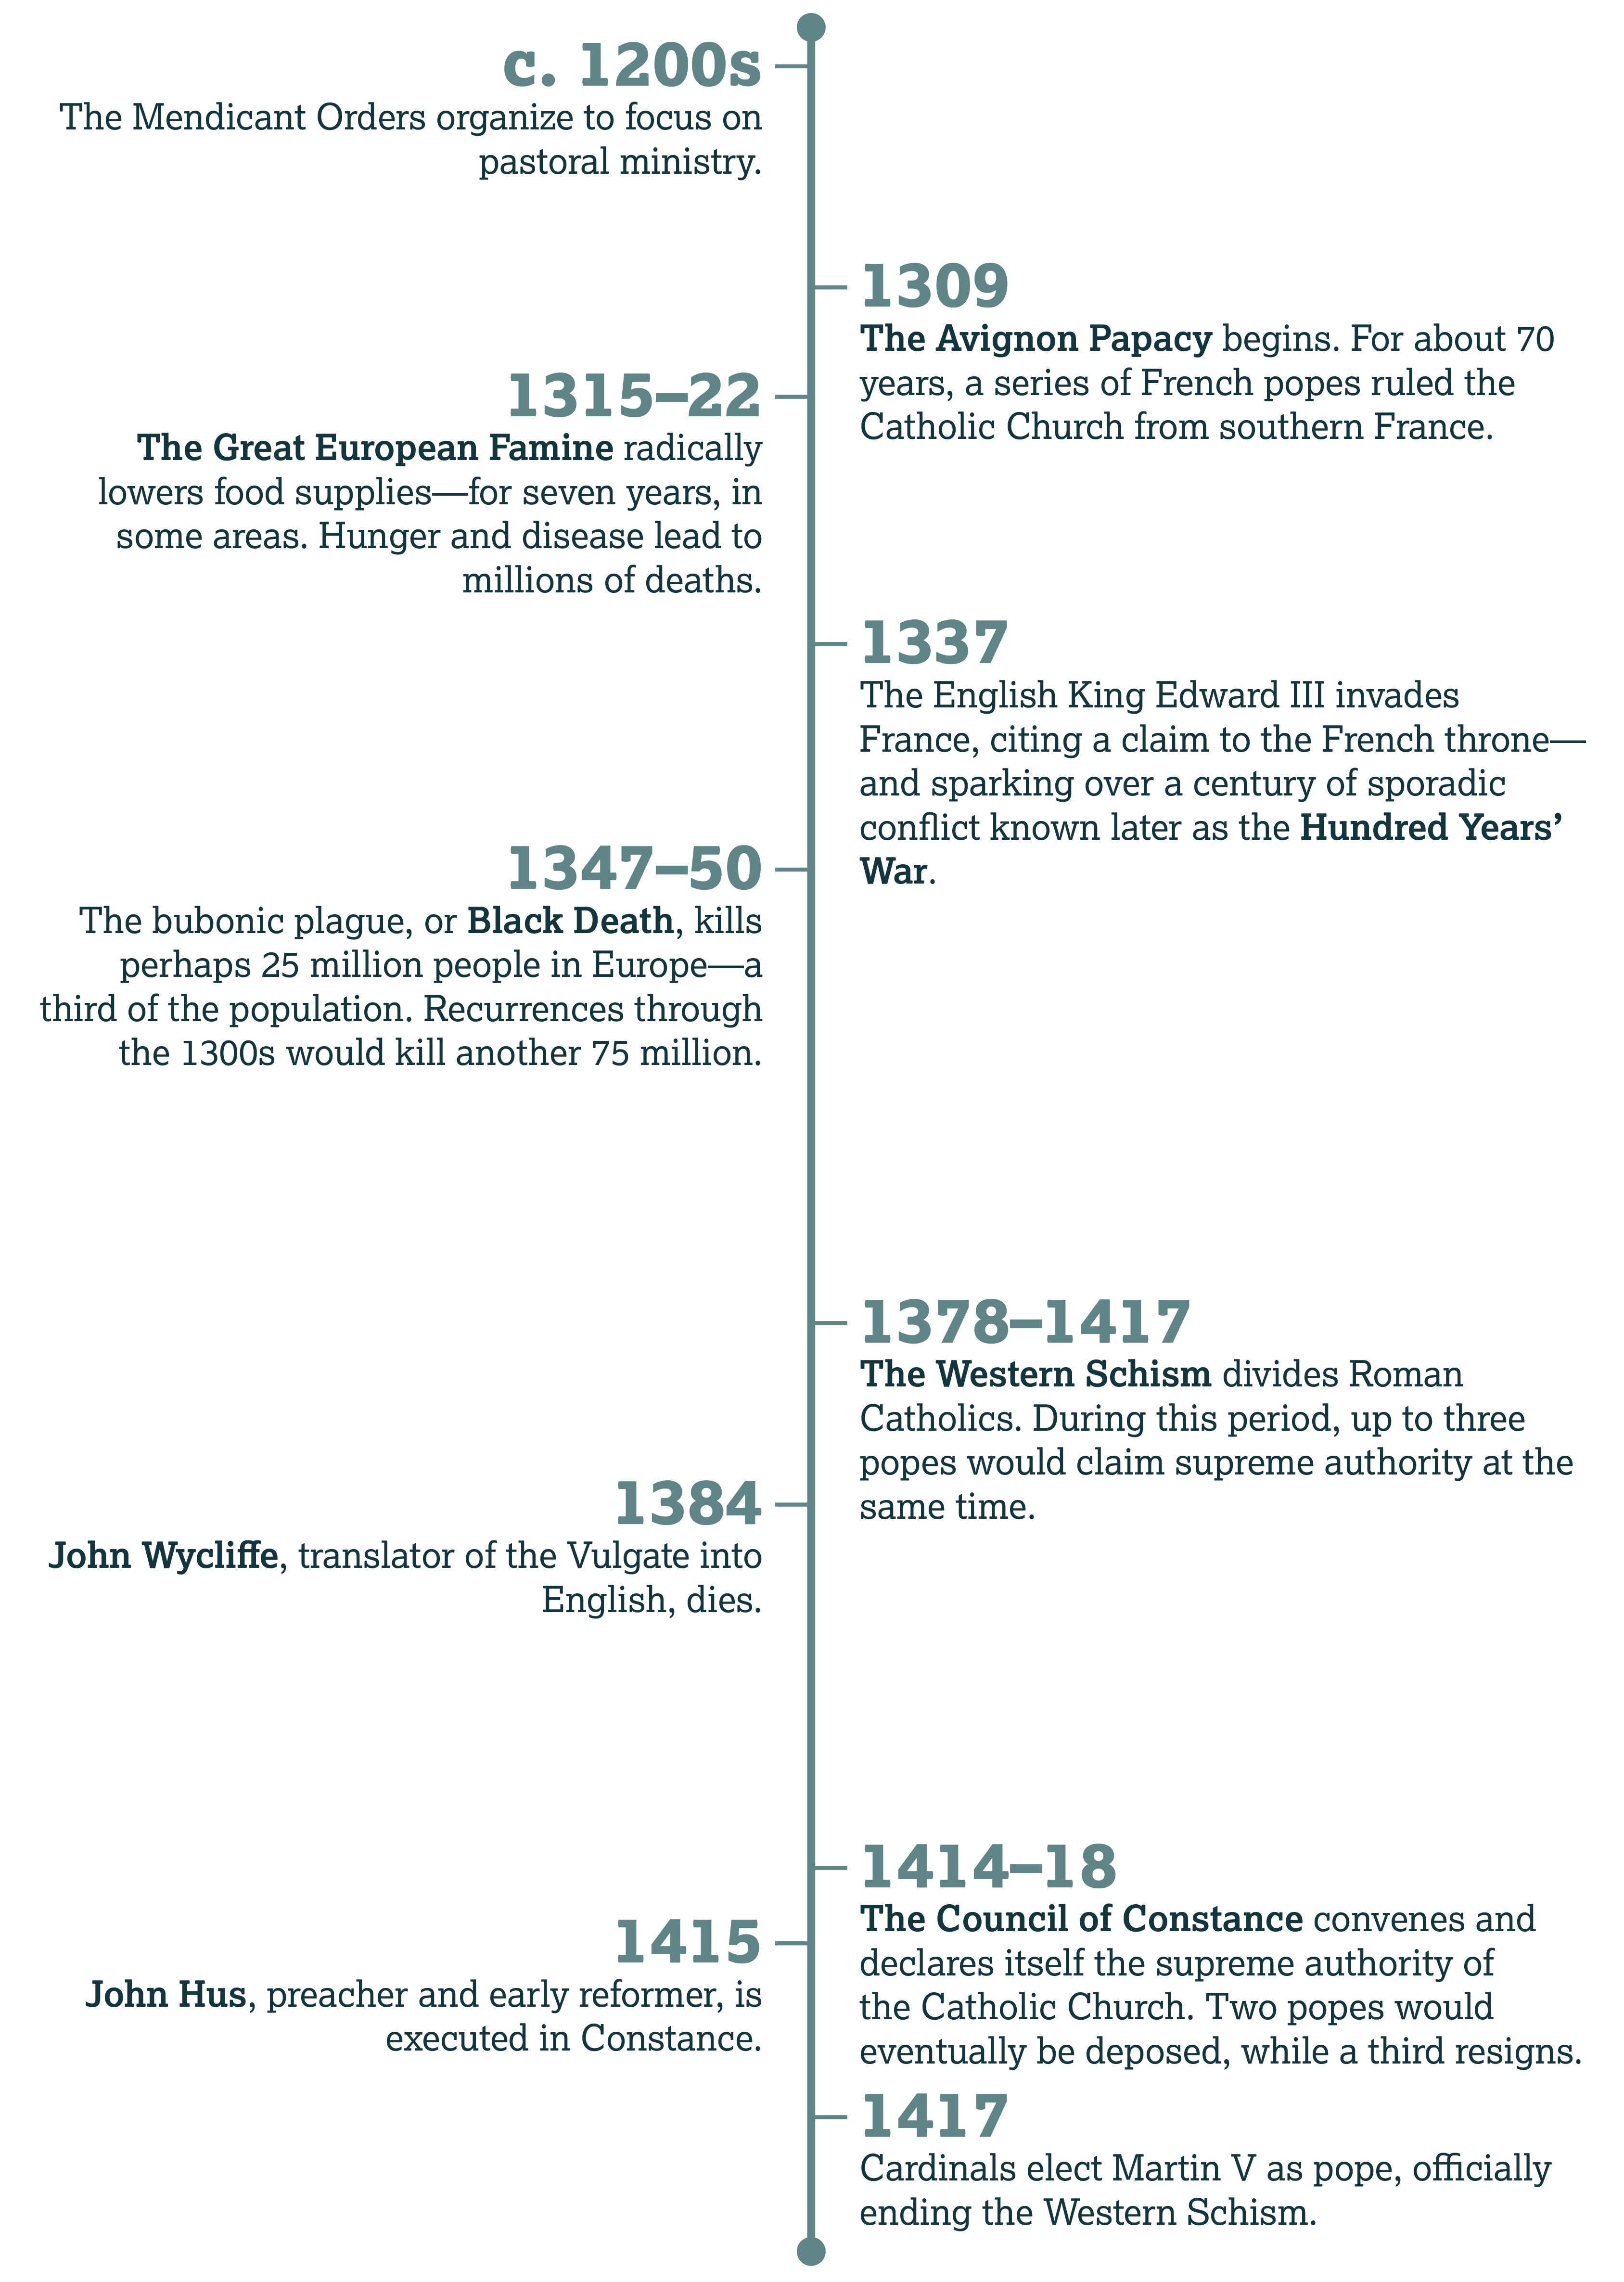 c. 1200s
The Mendicant Orders organize to focus on
pastoral ministry.
1309
The Avignon Papacy begins. For about 70
years, a series of French popes ruled the
Catholic Church from southern France.
1315–22
The Great European Famine radically
lowers food supplies—for seven years, in
some areas. Hunger and disease lead to
millions of deaths.
1337
The English King Edward III invades
France, citing a claim to the French throne—
and sparking over a century of sporadic
conflict known later as the Hundred Years’
War.
1347–50
The bubonic plague, or Black Death, kills
perhaps 25 million people in Europe—a
third of the population. Recurrences through
the 1300s would kill another 75 million.
1378–1417
The Western Schism divides Roman
Catholics. During this period, up to three
popes would claim supreme authority at the
same time.
1384
John Wycliffe, translator of the Vulgate into
English, dies.
1414–18
The Council of Constance convenes and
declares itself the supreme authority of
the Catholic Church. Two popes would
eventually be deposed, while a third resigns.
1415
John Hus, preacher and early reformer, is
executed in Constance.
1417
Cardinals elect Martin V as pope, officially
ending the Western Schism.